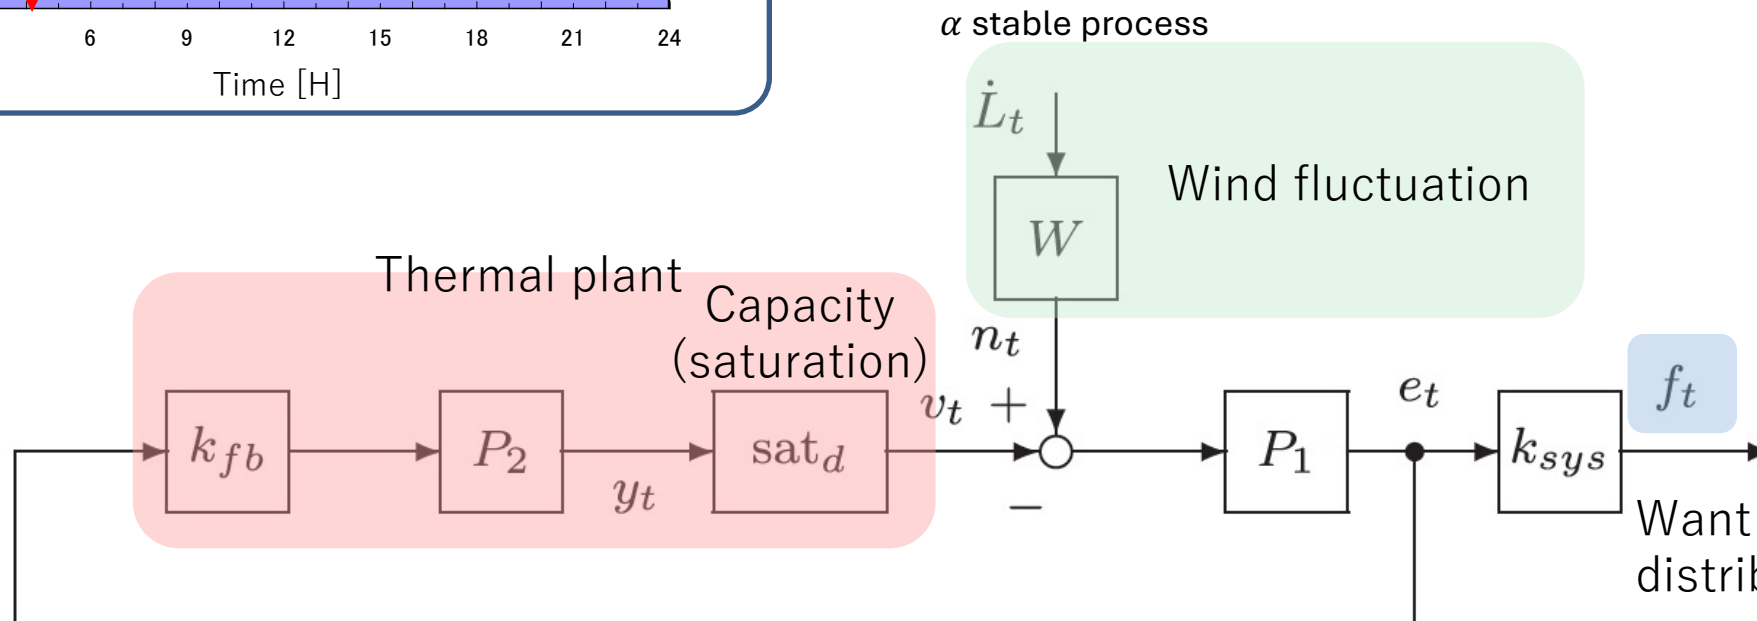 6 9 12 15 18 21 24
Time [H]
α stable process
L̇t
Wind fluctuation
W
Thermal plant
Capacity
(saturation)
nt
vt +
et
ft
kfb
P2
satd
P1
ksys
yt
−
Want